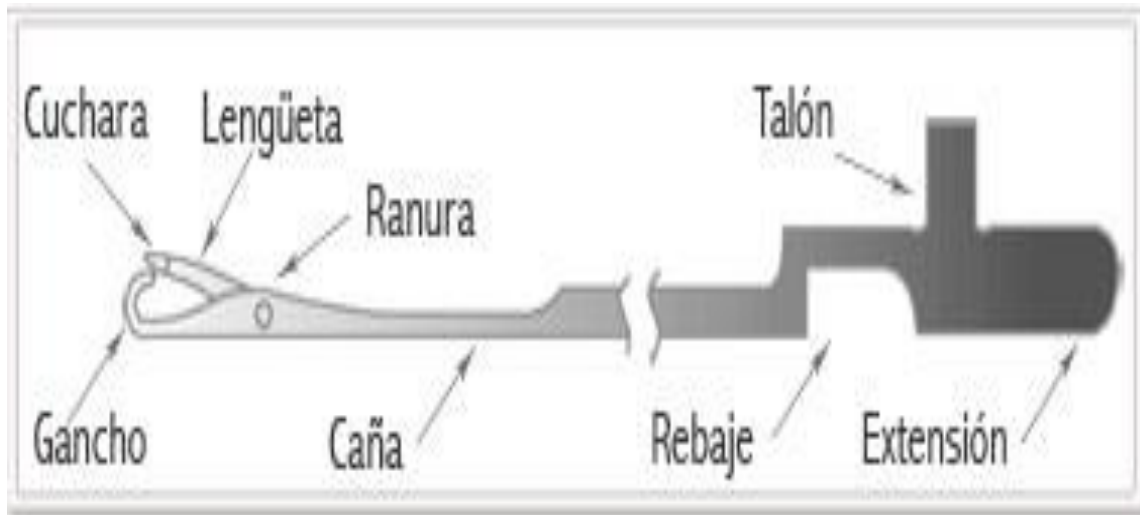 Cuchara
Lengüeta
Talón
Ranura
Gancho
Caña
Rebaje
Extensión